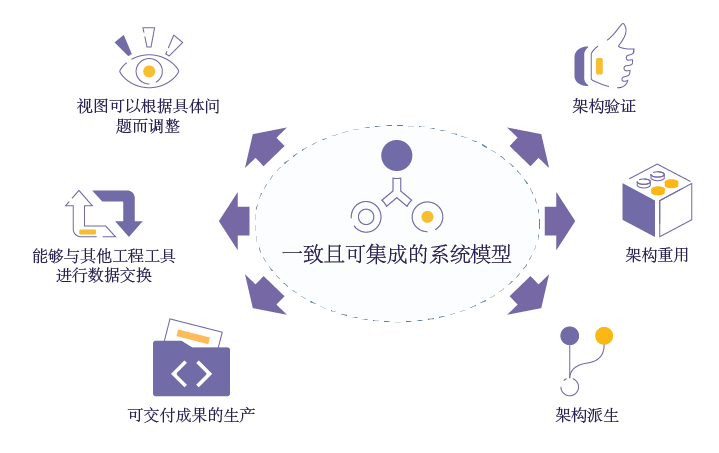 视图可以根据具体问
题而调整
架构验证
一致且可集成的系统模型
能够与其他工程工具
进行数据交换
架构重用
可交付成果的生产
架构派生